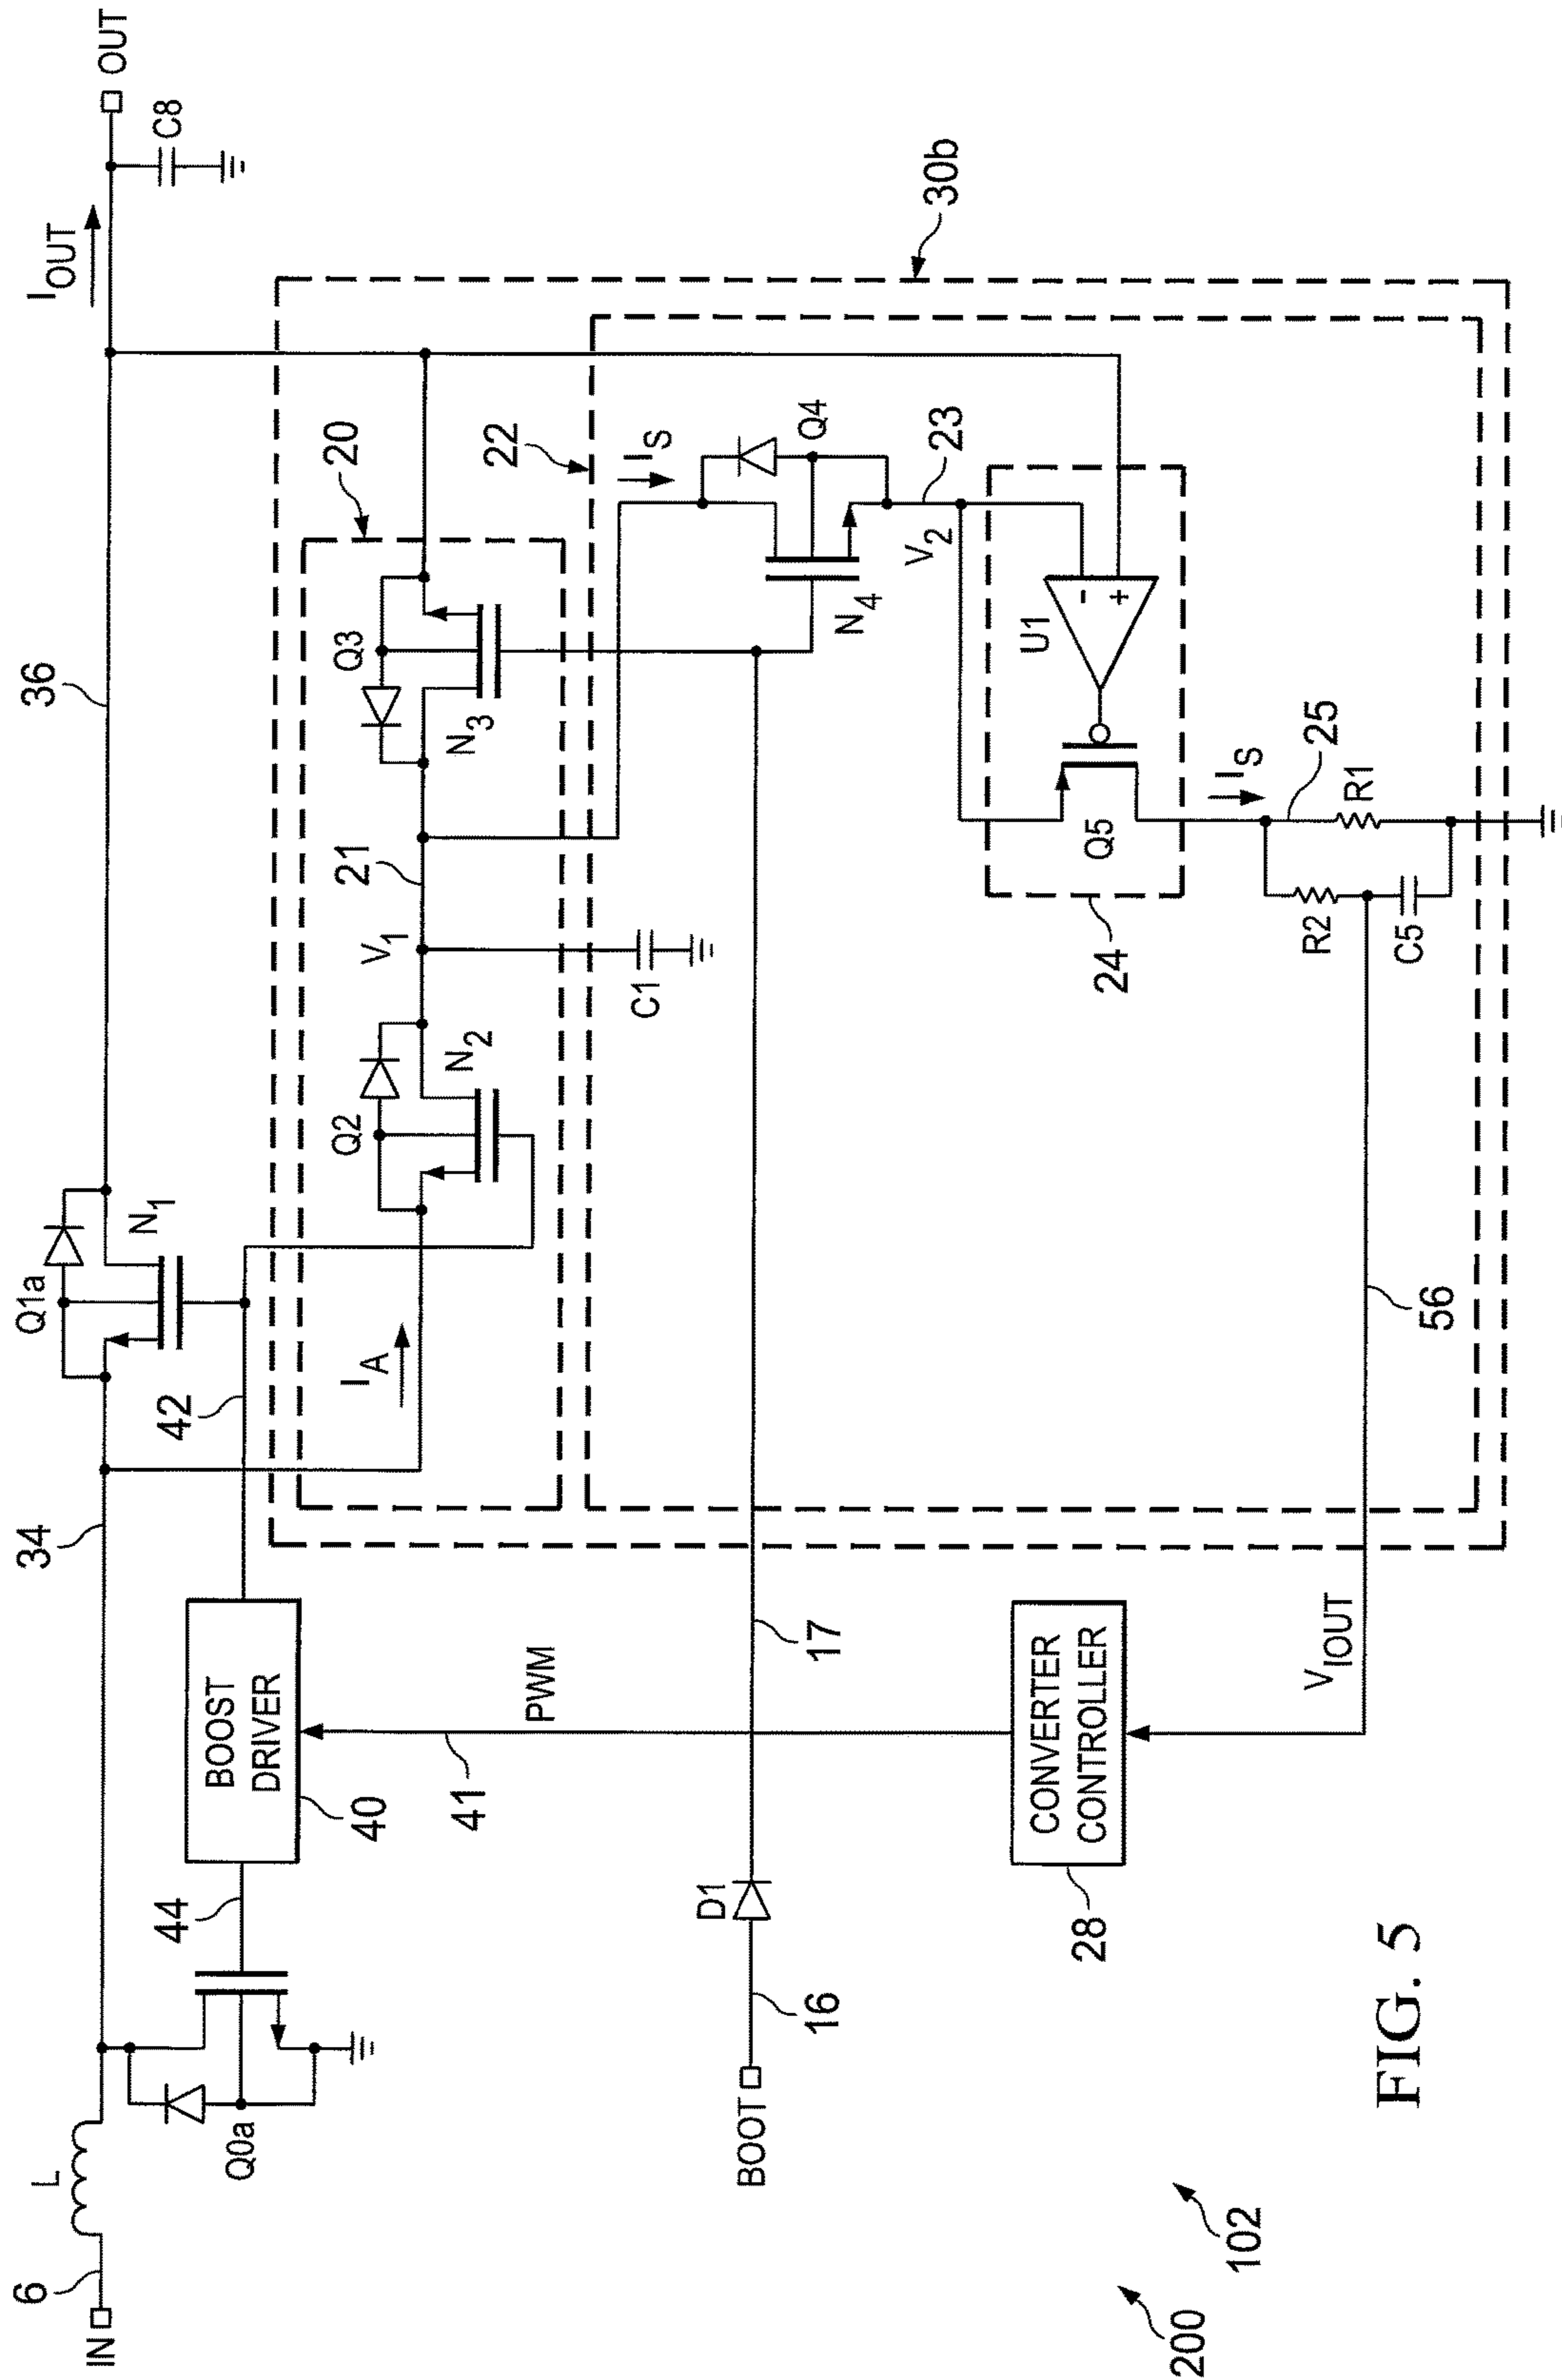 IN
6
L
Q0a
44
BOOST
DRIVER
40
34
42
Q1a
N1
36
IOUT
OUT
C8
30b
IA
Q2
N2
V1
21
C1
Q3
N3
20
22
IS
Q4
N4
23
V2
U1
-
+
Q5
24
IS
25
R1
R2
C5
56
VIOUT
BOOT
16
D1
17
PWM
41
CONVERTER
CONTROLLER
28
200
102
FIG. 5